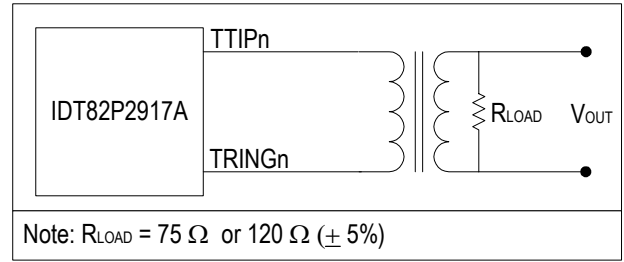 TTIPn
IDT82P2917A
RLOAD
VOUT
TRINGn
Note: RLOAD = 75 Ω or 120 Ω (± 5%)